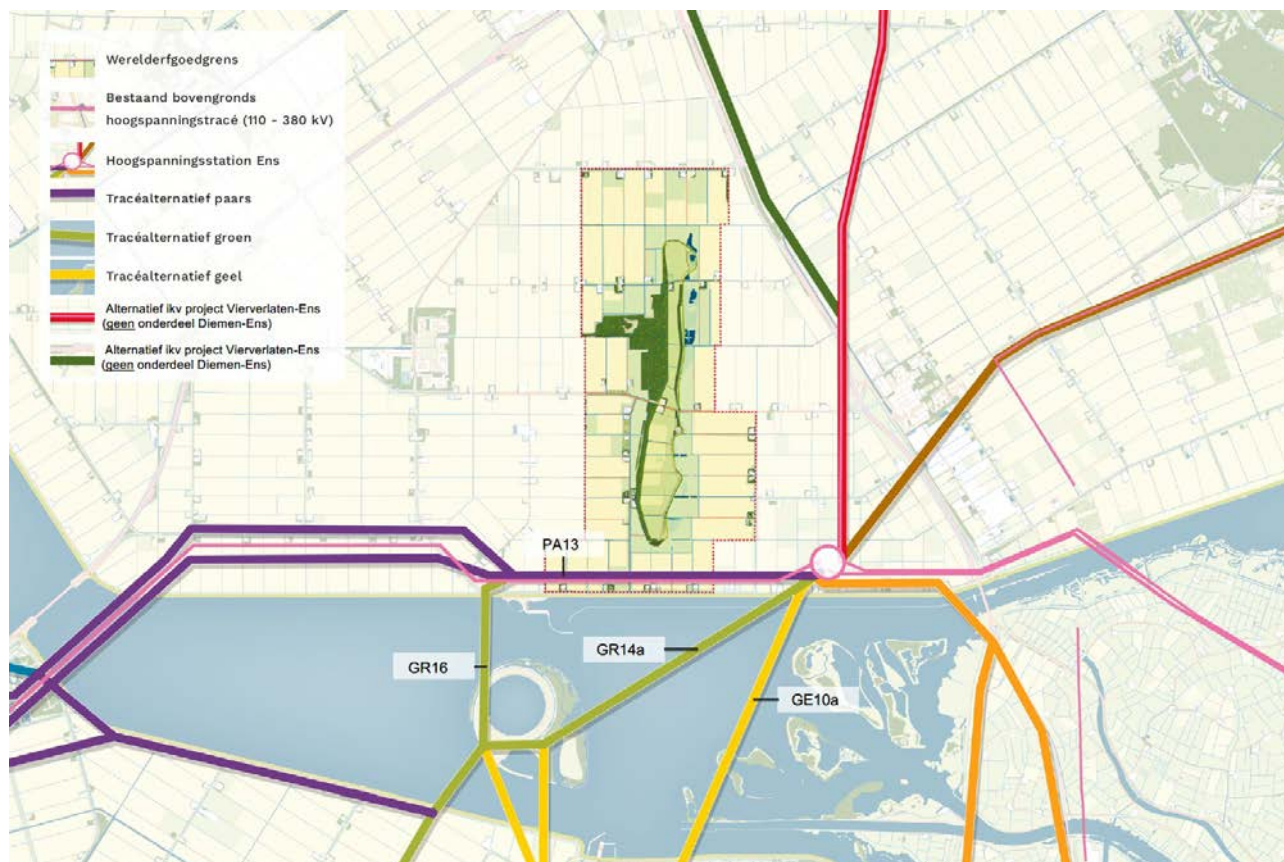 Werelderfgoedgrens
Bestaand bovengronds
hoogspanningstracé (110 - 380 kV)
Hoogspanningsstation Ens
Tracéalternatief paars
Tracéalternatief groen
Tracéalternatief geel
Alternatief ikv project Vierverlaten-Ens
(geen onderdeel Diemen-Ens)
Alternatief ikv project Vierverlaten-Ens
(geen onderdeel Diemen-Ens)
PA13
GR14a
GR16
GE10a